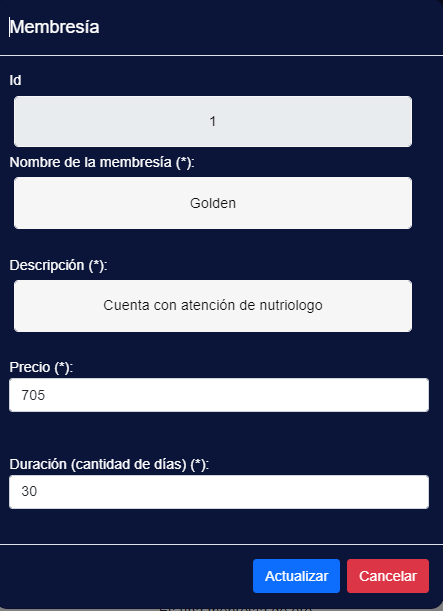 Membresía
Id
1
Nombre de la membresía (*):
Golden
Descripción (*):
Cuenta con atención de nutriologo
Precio (*):
705
Duración (cantidad de días) (*):
30
Actualizar Cancelar